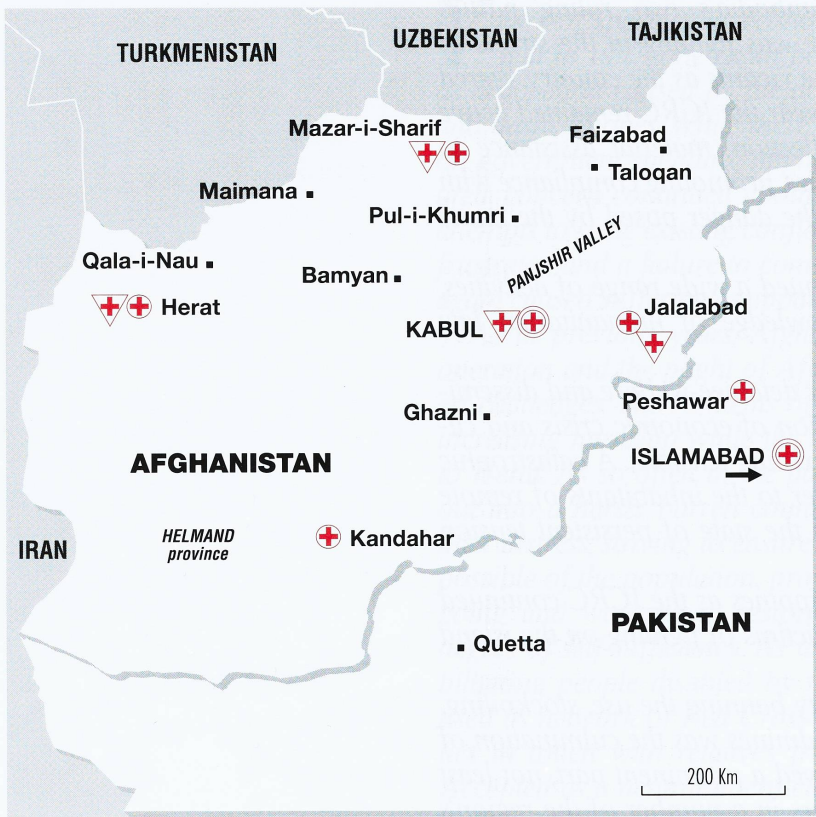 TURKMENISTAN
UZBEKISTAN
TAJIKISTAN
Mazar-i-Sharif
Faizabad
Taloqan
Maimana
Pul-i-Khumri
PANJSHIR VALLEY
Qala-i-Nau
Bamyan
Herat
KABUL
Jalalabad
Peshawar
Ghazni
ISLAMABAD
AFGHANISTAN
HELMAND
province
IRAN
Kandahar
PAKISTAN
Quetta
200 Km